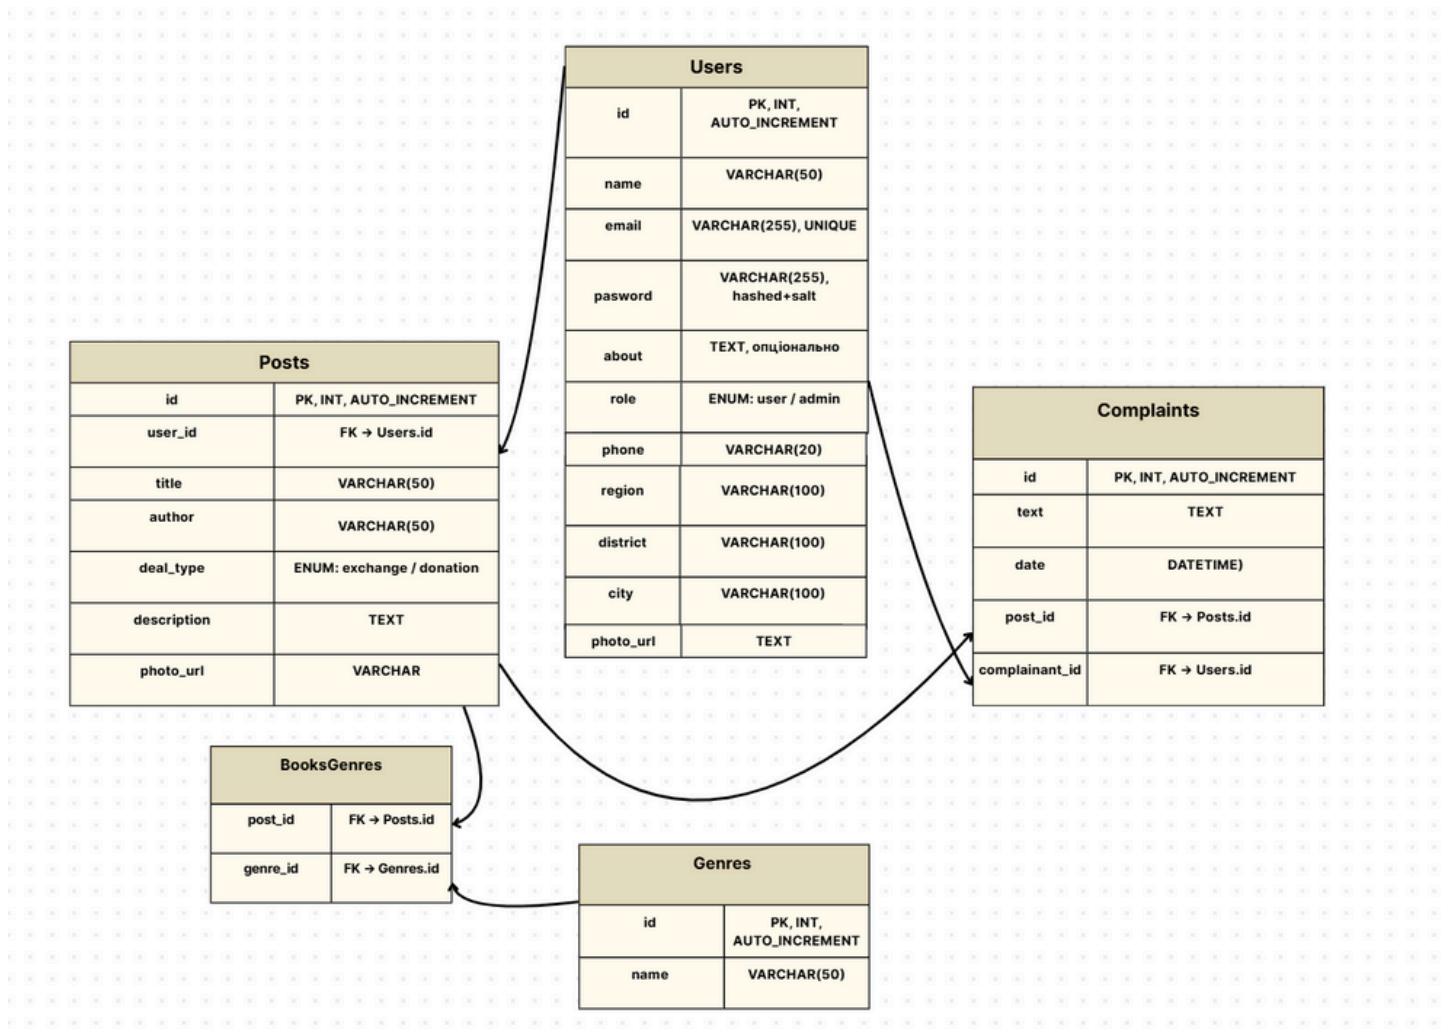 Users
id
PK, INT,
AUTO_INCREMENT
name
VARCHAR(50)
email
VARCHAR(255), UNIQUE
pasword
VARCHAR(255),
hashed+salt
about
TEXT, опціонально
role
ENUM: user / admin
phone
VARCHAR(20)
region
VARCHAR(100)
district
VARCHAR(100)
city
VARCHAR(100)
photo_url
TEXT
Posts
id
PK, INT, AUTO_INCREMENT
user_id
FK → Users.id
title
VARCHAR(50)
author
VARCHAR(50)
deal_type
ENUM: exchange / donation
description
TEXT
photo_url
VARCHAR
Complaints
id
PK, INT, AUTO_INCREMENT
text
TEXT
date
DATETIME)
post_id
FK → Posts.id
complainant_id
FK → Users.id
BooksGenres
post_id
FK → Posts.id
genre_id
FK → Genres.id
Genres
id
PK, INT,
AUTO_INCREMENT
name
VARCHAR(50)